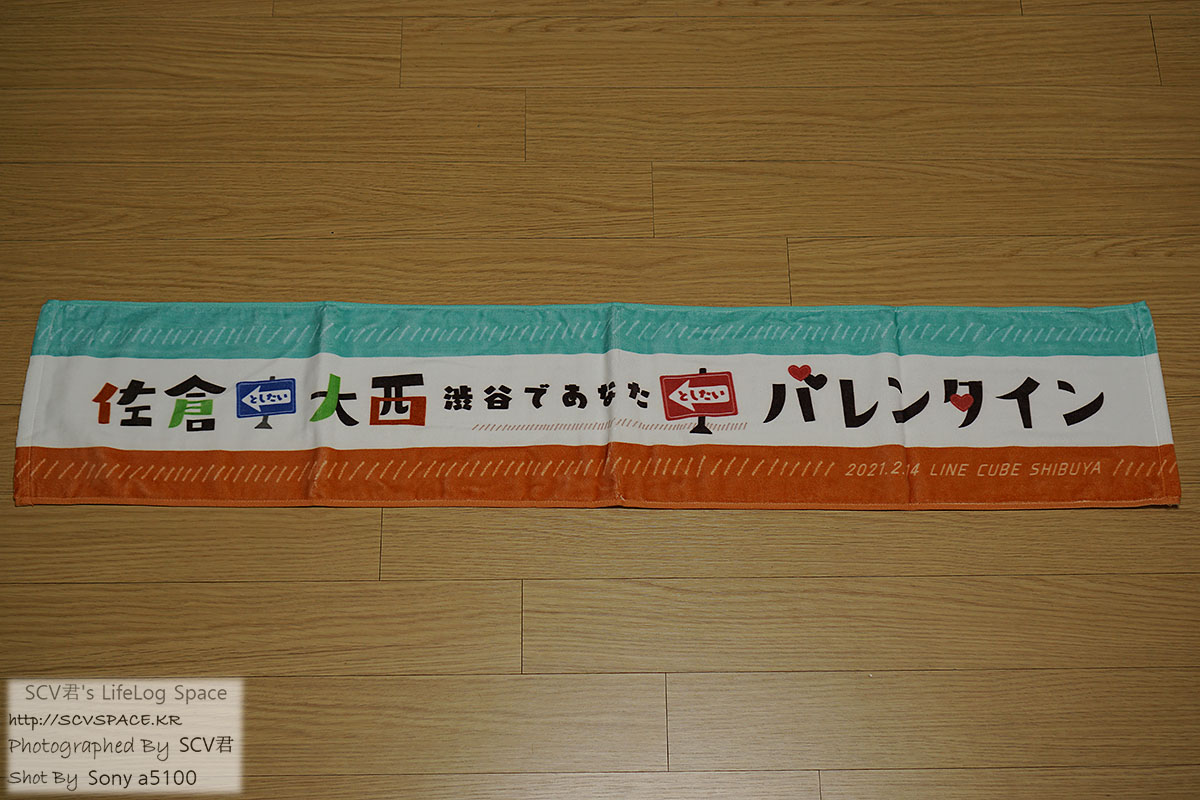 佐倉としたい大西 渋谷であなたとしたいバレンタイン
2021.2.14 LINE CUBE SHIBUYA
SCV君's LifeLog Space
http://SCVSPACE.KR
Photographed By SCV君
Shot By Sony a5100